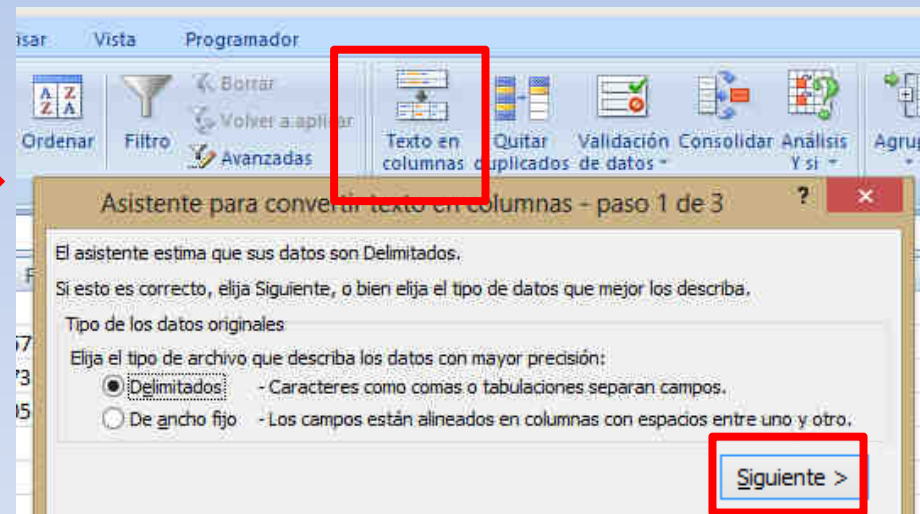 Vista Programador
Borrar
Volver a aplicar
Avanzadas
Ordenar
Filtro
Texto en columnas
Quitar duplicados
Validación de datos
Consolidar
Análisis Y si
Asistente para convertir texto en columnas - paso 1 de 3 ? ×
El asistente estima que sus datos son Delimitados.
Si esto es correcto, elija Siguiente, o bien elija el tipo de datos que mejor los describa.
Tipo de los datos originales
Elija el tipo de archivo que describa los datos con mayor precisión:
Delimitados - Caracteres como comas o tabulaciones separan campos.
De ancho fijo - Los campos están alineados en columnas con espacios entre uno y otro.
Siguiente >